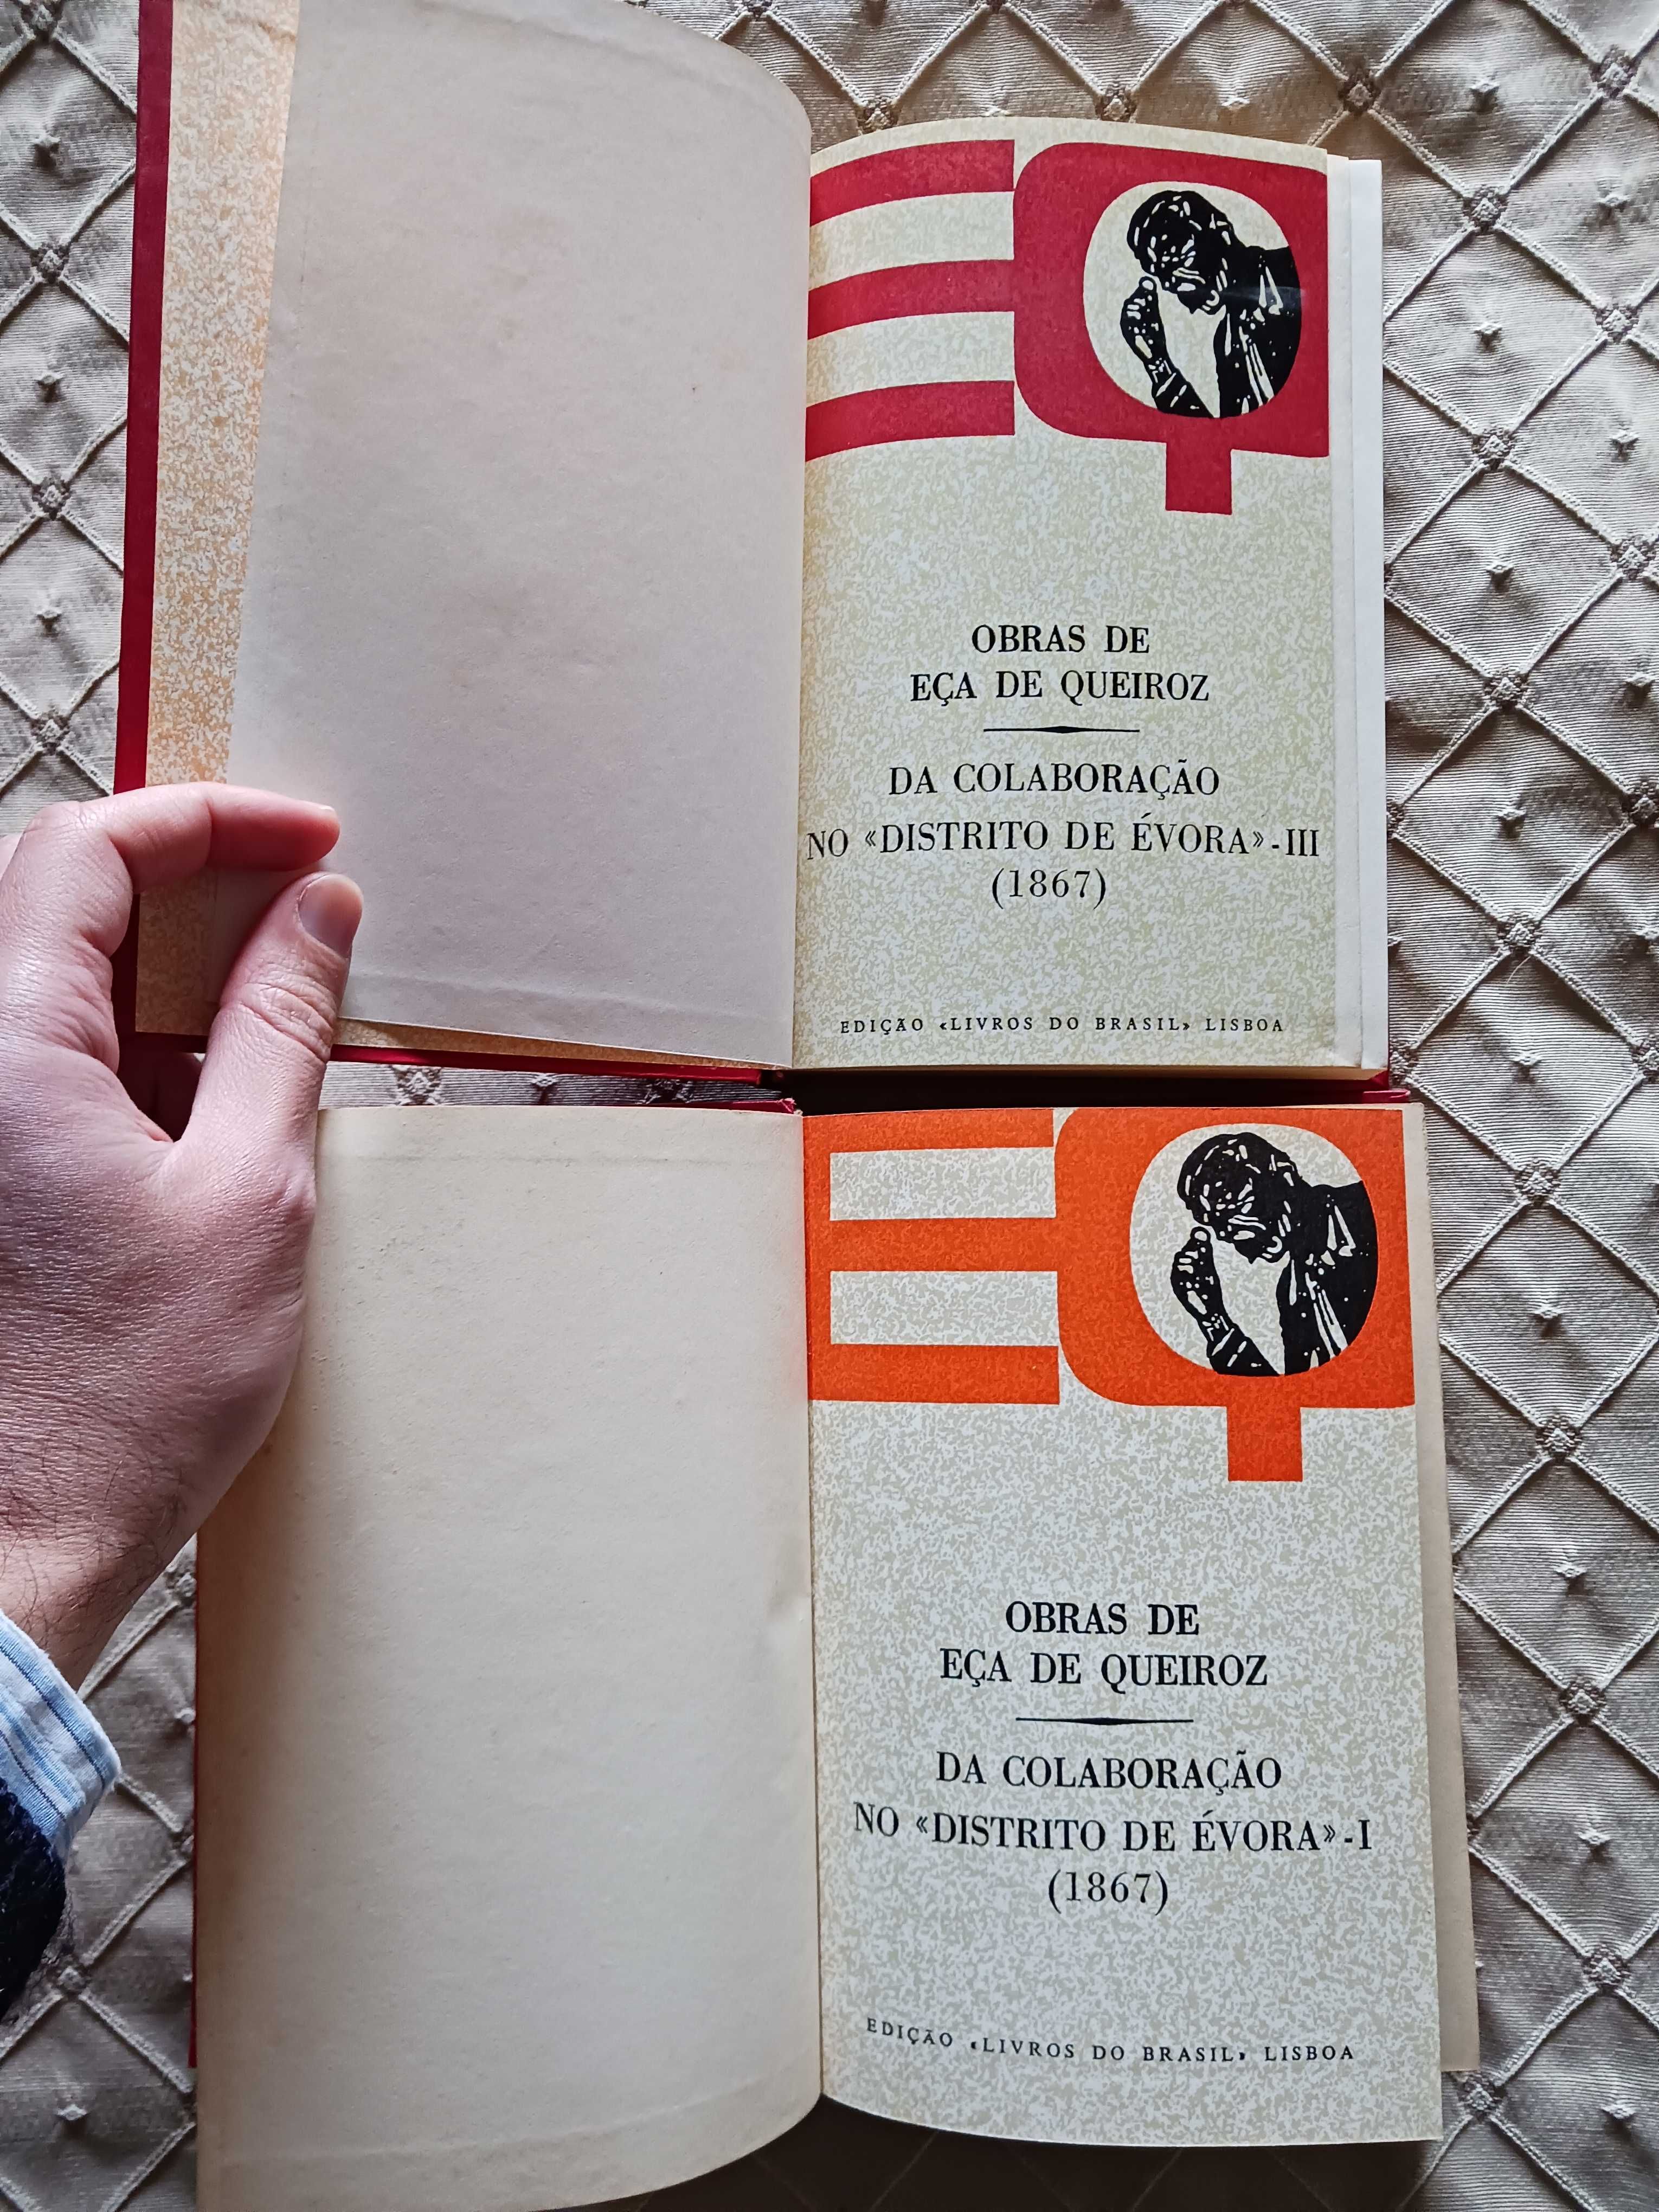 EQ
OBRAS DE
EÇA DE QUEIROZ
DA COLABORAÇÃO
NO «DISTRITO DE ÉVORA» - III
(1867)
EDIÇÃO «LIVROS DO BRASIL» LISBOA
EQ
OBRAS DE
EÇA DE QUEIROZ
DA COLABORAÇÃO
NO «DISTRITO DE ÉVORA» - I
(1867)
EDIÇÃO «LIVROS DO BRASIL» LISBOA